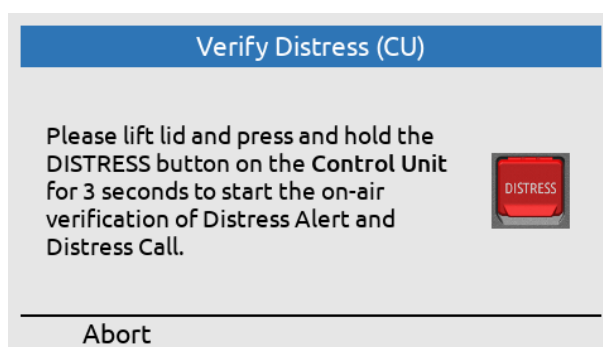 Verify Distress (CU)
Please lift lid and press and hold the
DISTRESS button on the Control Unit
for 3 seconds to start the on-air
verification of Distress Alert and
Distress Call.
DISTRESS
Abort